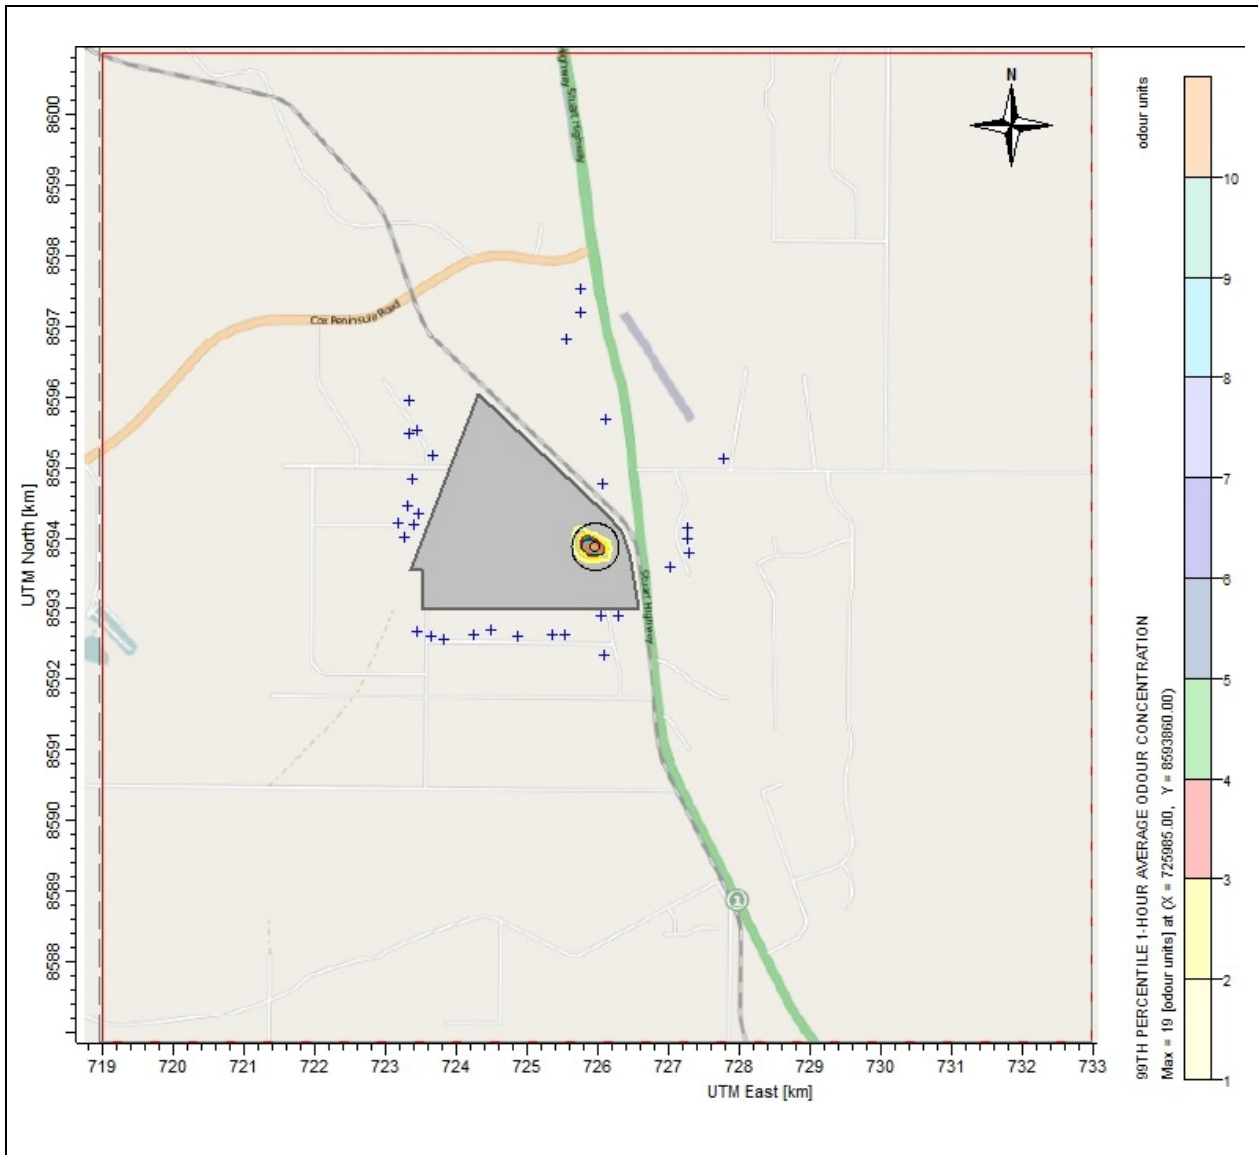 N
odour units
10
9
8
7
6
5
4
3
2
1
99TH PERCENTILE 1-HOUR AVERAGE ODOUR CONCENTRATION
Max = 19 [odour units] at (X = 725985.00, Y = 8593860.00)
UTM North [km]
8600
8599
8598
8597
8596
8595
8594
8593
8592
8591
8590
8589
8588
Highway Stuart Highway
Cox Peninsula Road
Stuart Highway
1
719 720 721 722 723 724 725 726 727 728 729 730 731 732 733
UTM East [km]